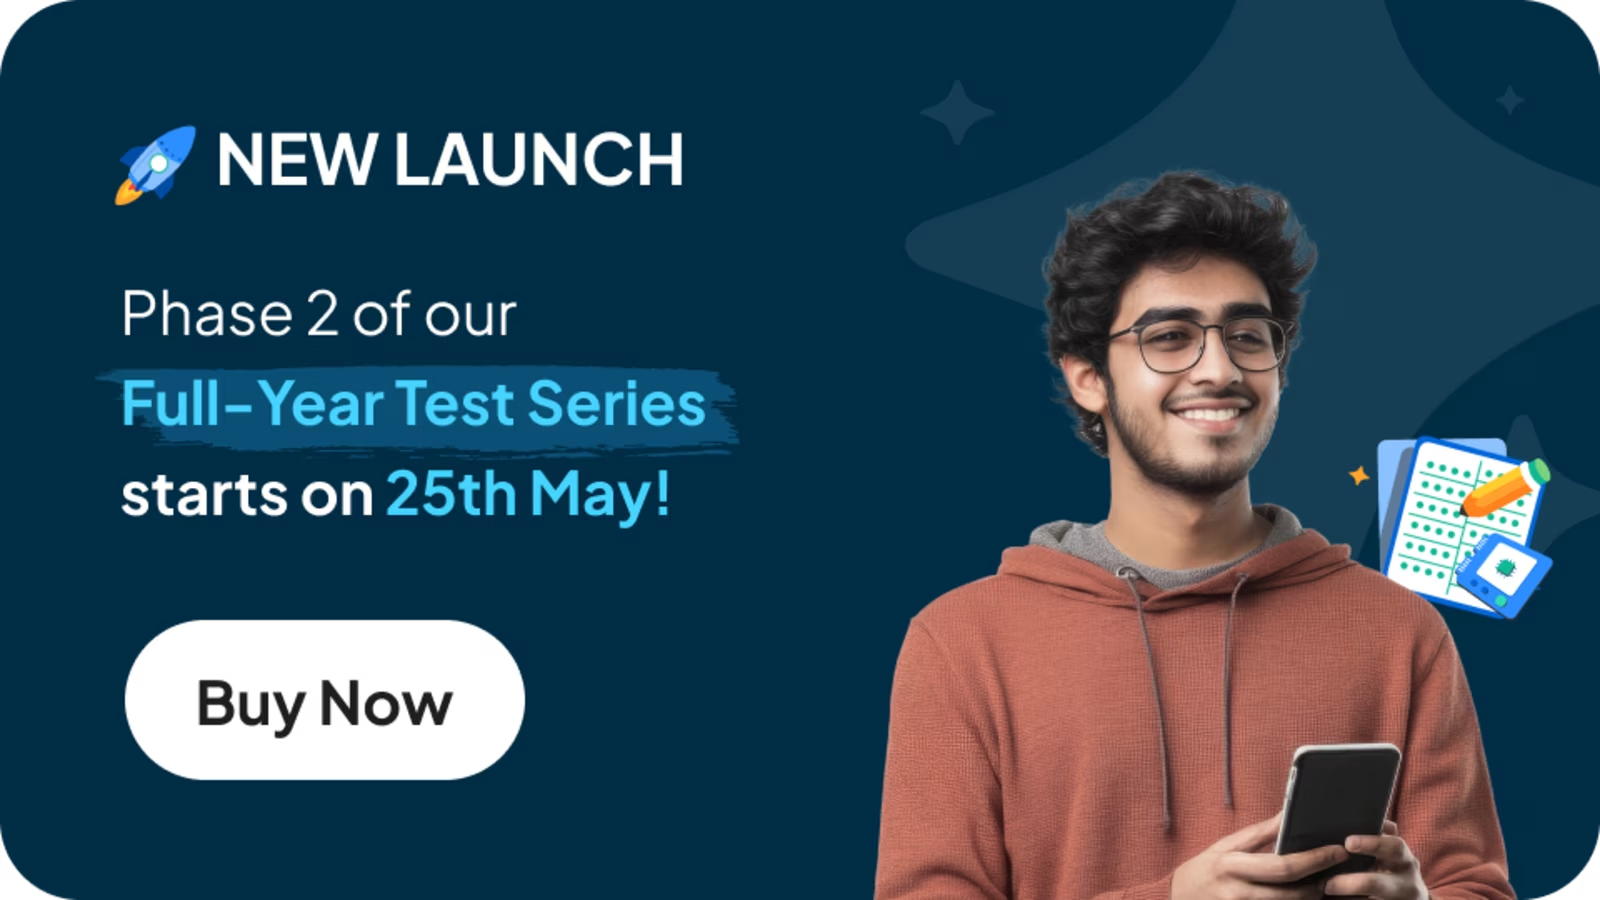 NEW LAUNCH
Phase 2 of our
Full-Year Test Series
starts on 25th May!
Buy Now